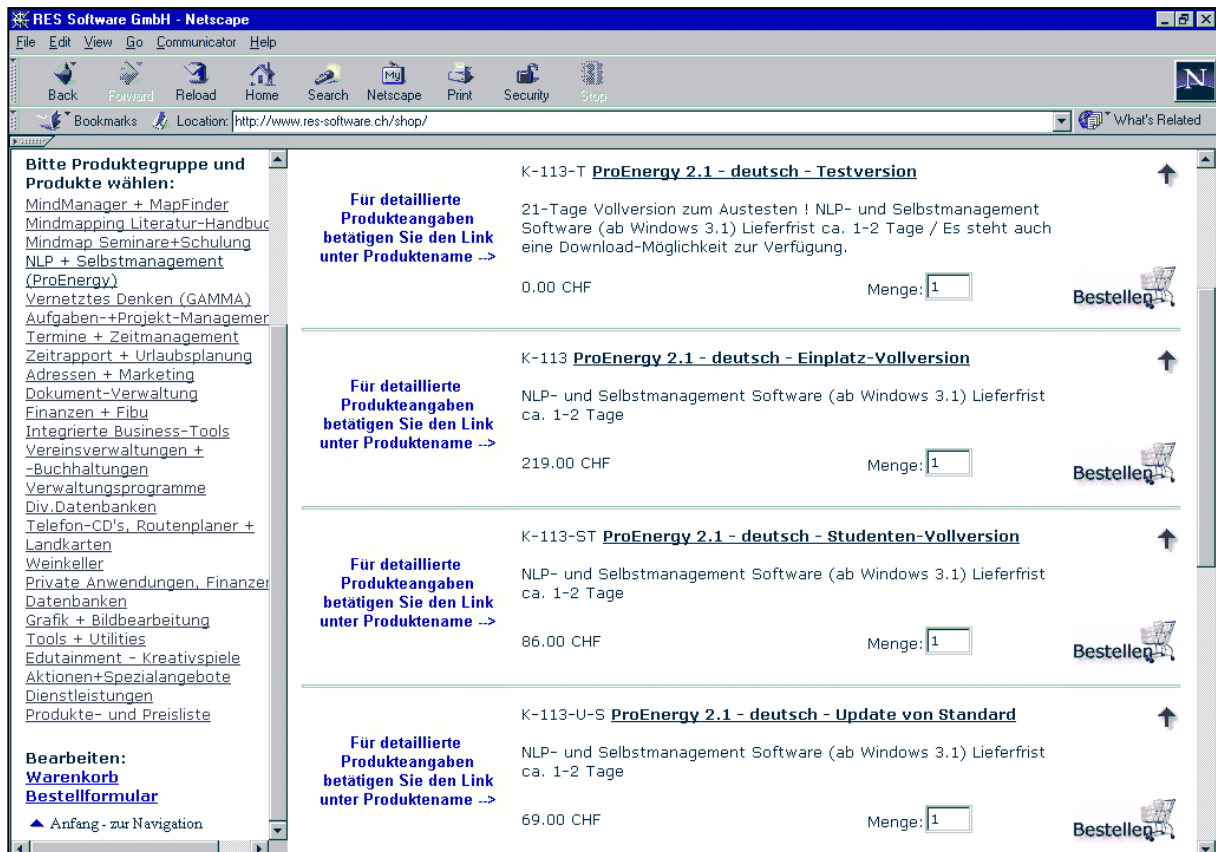 RES Software GmbH - Netscape
File Edit View Go Communicator Help
Back Forward Reload Home Search Netscape Print Security Stop
My
N
Bookmarks Location: http://www.res-software.ch/shop/ What's Related
Bitte Produktegruppe und
Produkte wählen:
MindManager + MapFinder
Mindmapping Literatur-Handbuc
Mindmap Seminare+Schulung
NLP + Selbstmanagement
(ProEnergy)
Vernetztes Denken (GAMMA)
Aufgaben-+Projekt-Managemer
Termine + Zeitmanagement
Zeitrapport + Urlaubsplanung
Adressen + Marketing
Dokument-Verwaltung
Finanzen + Fibu
Integrierte Business-Tools
Vereinsverwaltungen +
-Buchhaltungen
Verwaltungsprogramme
Div.Datenbanken
Telefon-CD's, Routenplaner +
Landkarten
Weinkeller
Private Anwendungen, Finanzer
Datenbanken
Grafik + Bildbearbeitung
Tools + Utilities
Edutainment - Kreativspiele
Aktionen+Spezialangebote
Dienstleistungen
Produkte- und Preisliste
Bearbeiten:
Warenkorb
Bestellformular
Anfang - zur Navigation
Für detaillierte
Produkteangaben
betätigen Sie den Link
unter Produktename -->
K-113-T ProEnergy 2.1 - deutsch - Testversion
21-Tage Vollversion zum Austesten ! NLP- und Selbstmanagement
Software (ab Windows 3.1) Lieferfrist ca. 1-2 Tage / Es steht auch
eine Download-Möglichkeit zur Verfügung.
0.00 CHF Menge: 1 Bestellen
Für detaillierte
Produkteangaben
betätigen Sie den Link
unter Produktename -->
K-113 ProEnergy 2.1 - deutsch - Einplatz-Vollversion
NLP- und Selbstmanagement Software (ab Windows 3.1) Lieferfrist
ca. 1-2 Tage
219.00 CHF Menge: 1 Bestellen
Für detaillierte
Produkteangaben
betätigen Sie den Link
unter Produktename -->
K-113-ST ProEnergy 2.1 - deutsch - Studenten-Vollversion
NLP- und Selbstmanagement Software (ab Windows 3.1) Lieferfrist
ca. 1-2 Tage
86.00 CHF Menge: 1 Bestellen
Für detaillierte
Produkteangaben
betätigen Sie den Link
unter Produktename -->
K-113-U-S ProEnergy 2.1 - deutsch - Update von Standard
NLP- und Selbstmanagement Software (ab Windows 3.1) Lieferfrist
ca. 1-2 Tage
69.00 CHF Menge: 1 Bestellen